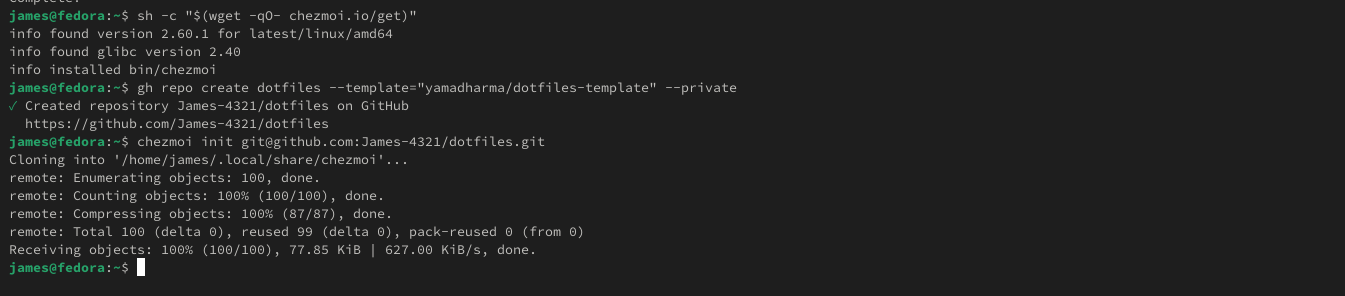 james@fedora:~$ sh -c "$(wget -qO- chezmoi.io/get)"
info found version 2.60.1 for latest/linux/amd64
info found glibc version 2.40
info installed bin/chezmoi
james@fedora:~$ gh repo create dotfiles --template="yamadharma/dotfiles-template" --private
✓ Created repository James-4321/dotfiles on GitHub
  https://github.com/James-4321/dotfiles
james@fedora:~$ chezmoi init git@github.com:James-4321/dotfiles.git
Cloning into '/home/james/.local/share/chezmoi'...
remote: Enumerating objects: 100, done.
remote: Counting objects: 100% (100/100), done.
remote: Compressing objects: 100% (87/87), done.
remote: Total 100 (delta 0), reused 99 (delta 0), pack-reused 0 (from 0)
Receiving objects: 100% (100/100), 77.85 KiB | 627.00 KiB/s, done.
james@fedora:~$